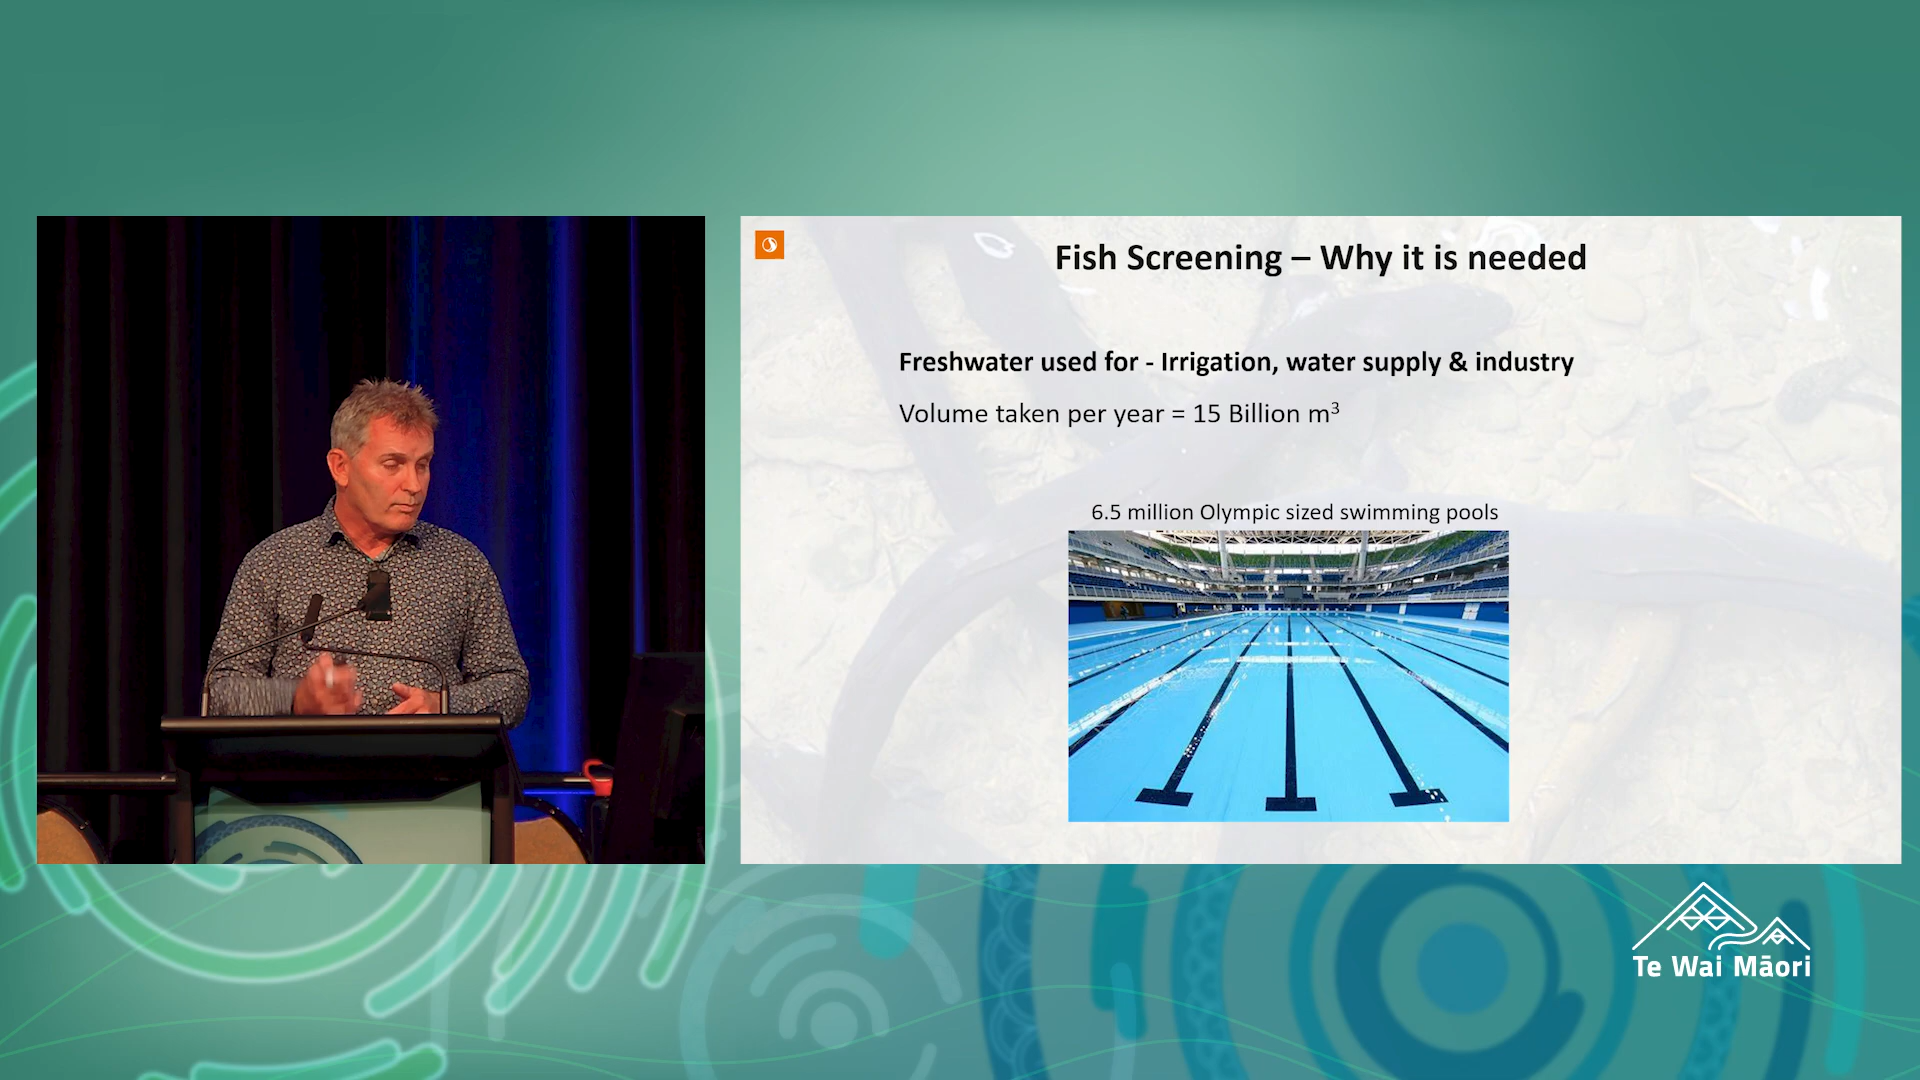 Fish Screening – Why it is needed
Freshwater used for - Irrigation, water supply & industry
Volume taken per year = 15 Billion m³
6.5 million Olympic sized swimming pools
Te Wai Māori